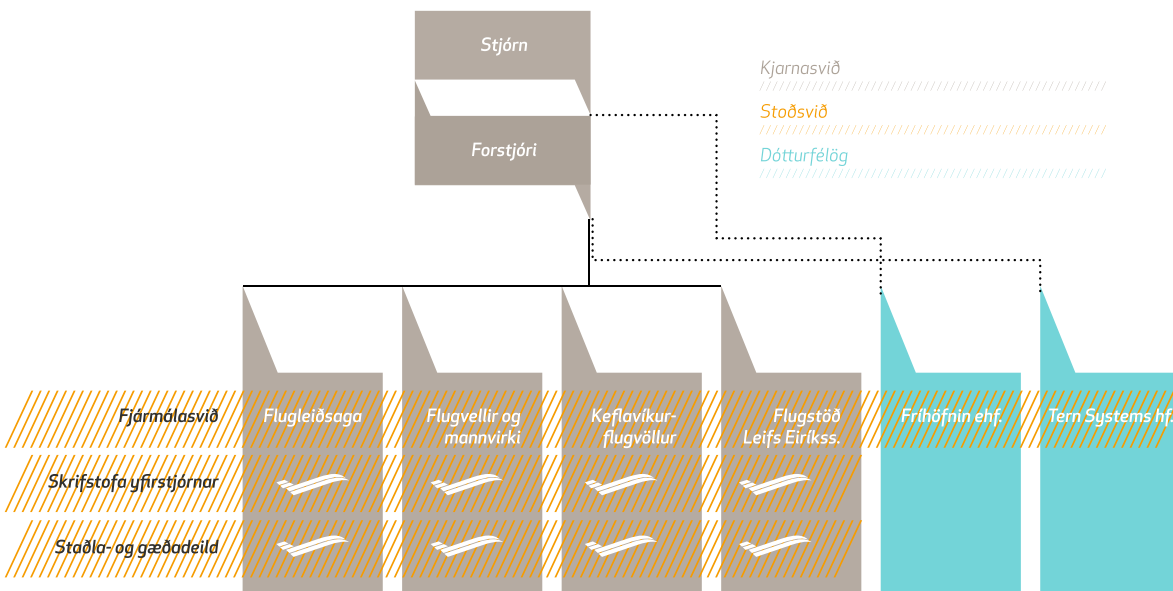 Stjórn
Forstjóri
Kjarnasvið
Stoðsvið
Dótturfélög
Fjármálasvið
Flugleiðsaga
Flugvellir og
mannvirki
Keflavíkur-
flugvöllur
Flugstöð
Leifs Eiríkss.
Fríhöfnin ehf.
Tern Systems hf.
Skrifstofa yfirstjórnar
Staðla- og gæðadeild